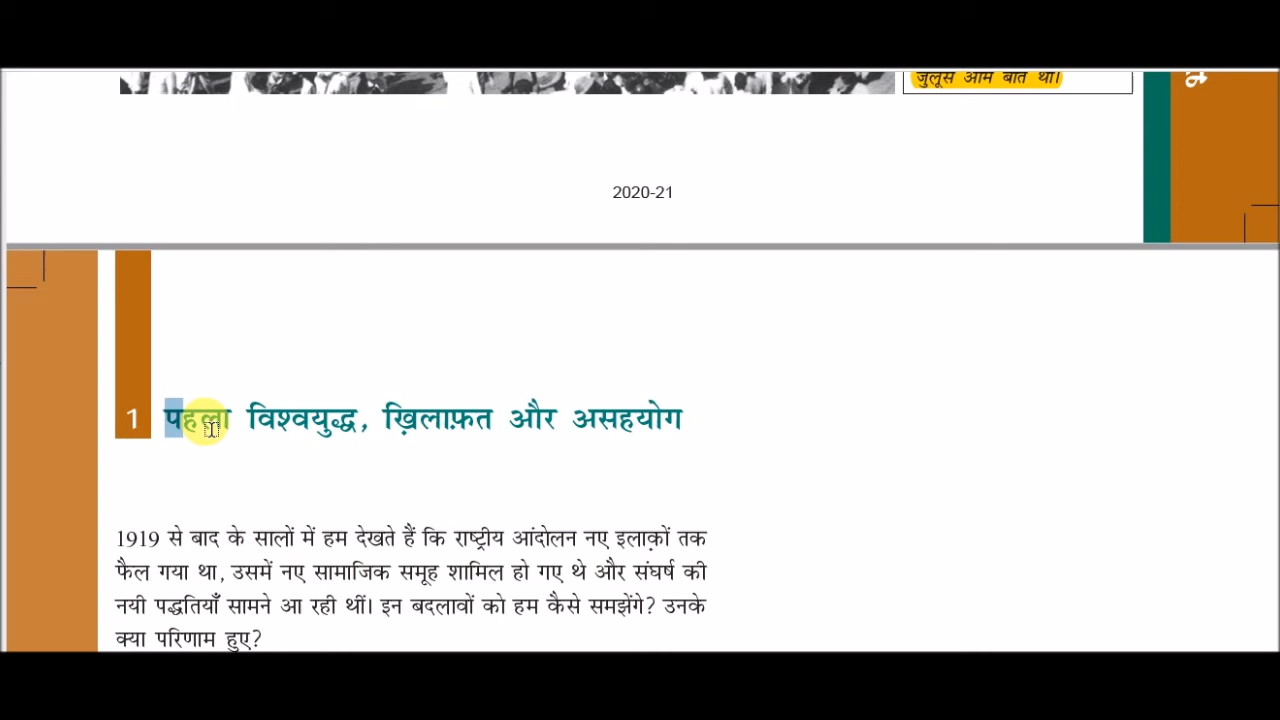 जुलूस आम बात थी।
2020-21
1 पहला विश्वयुद्ध, ख़िलाफ़त और असहयोग
1919 से बाद के सालों में हम देखते हैं कि राष्ट्रीय आंदोलन नए इलाक़ों तक
फैल गया था, उसमें नए सामाजिक समूह शामिल हो गए थे और संघर्ष की
नयी पद्धतियाँ सामने आ रही थीं। इन बदलावों को हम कैसे समझेंगे? उनके
क्या परिणाम हुए?